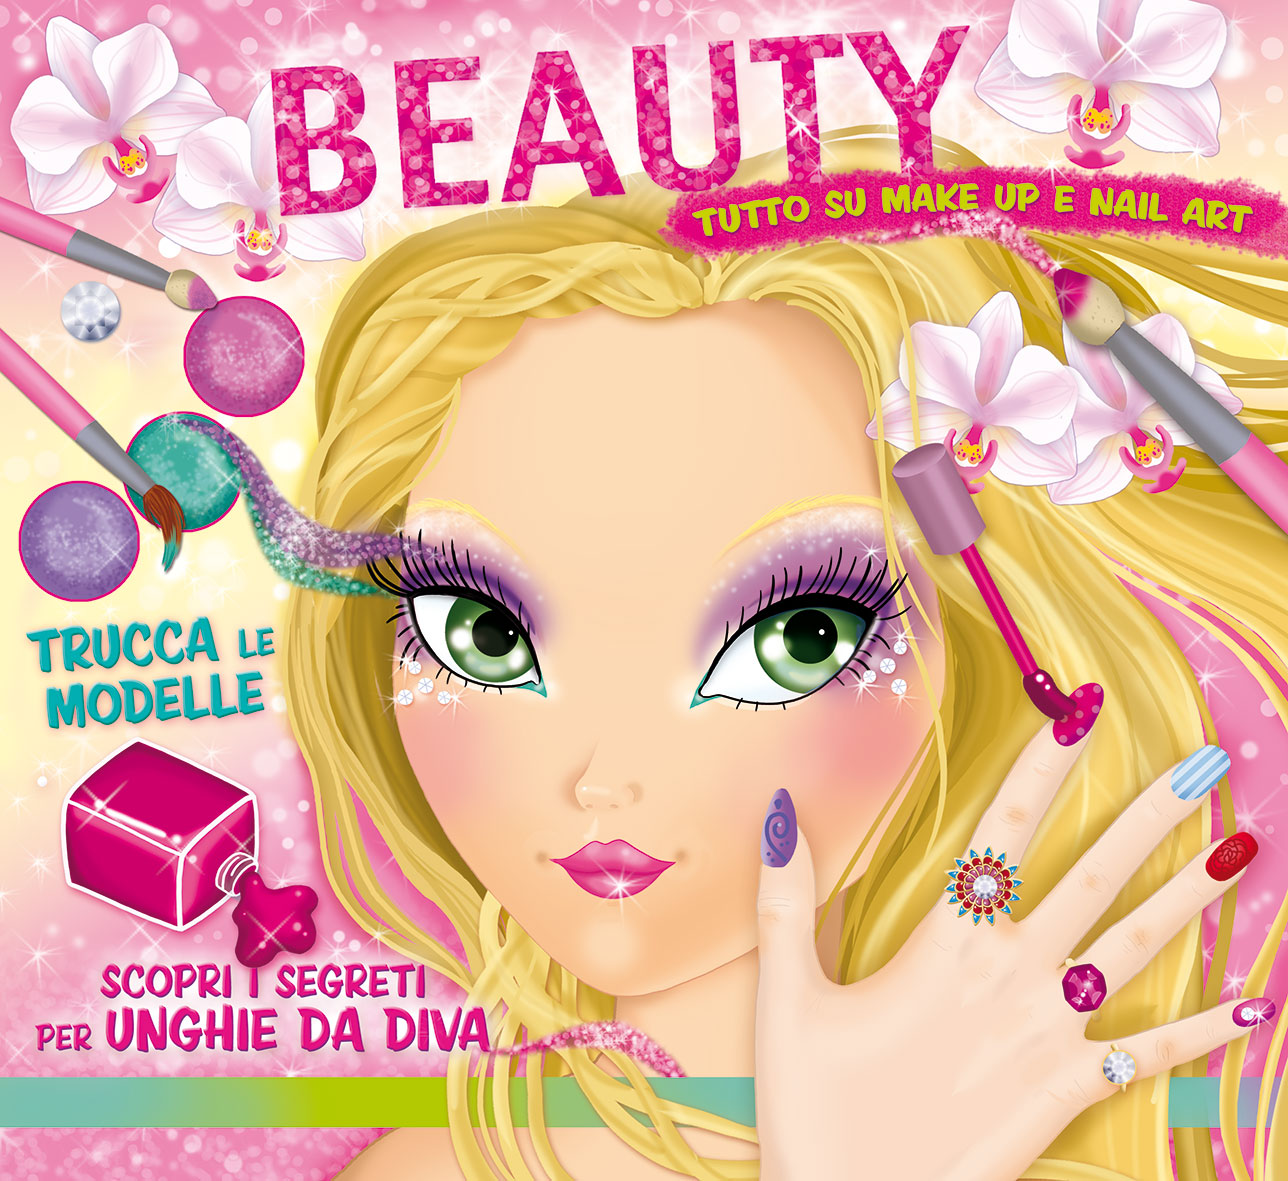 BEAUTY
TUTTO SU MAKE UP E NAIL ART
TRUCCA LE
MODELLE
SCOPRI I SEGRETI
PER UNGHIE DA DIVA